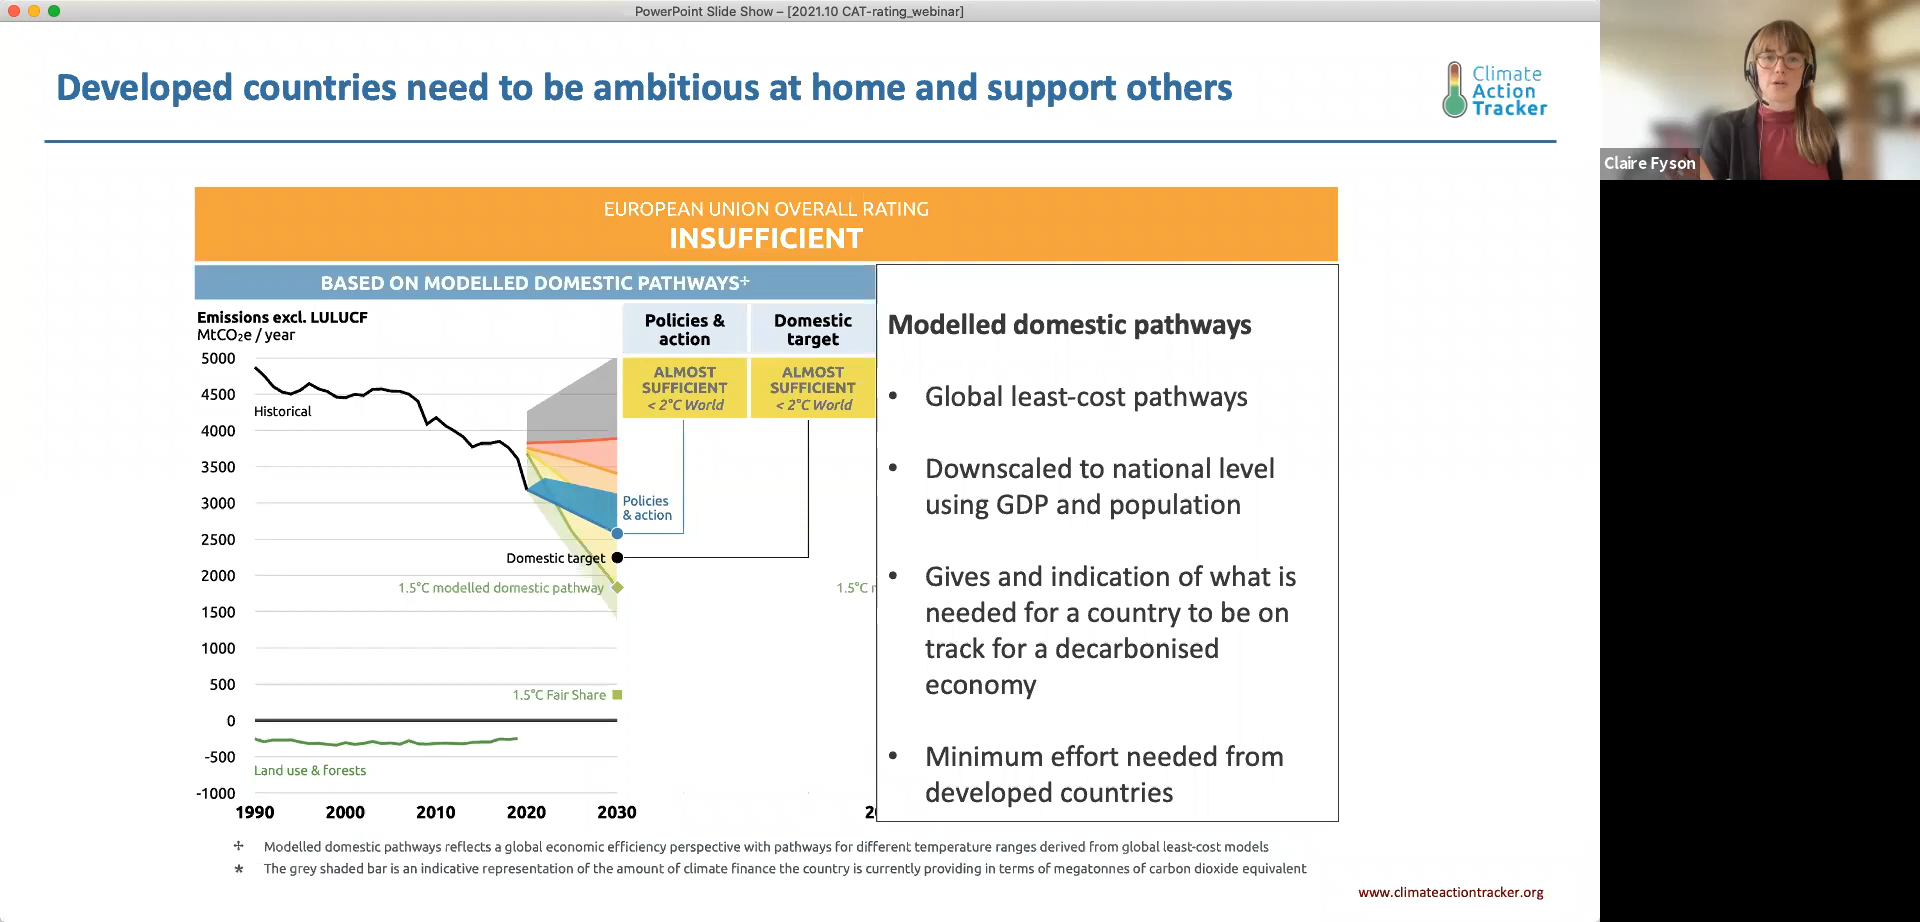 PowerPoint Slide Show – [2021.10 CAT-rating_webinar]
Developed countries need to be ambitious at home and support others
Climate
Action
Tracker
Claire Fyson
EUROPEAN UNION OVERALL RATING
INSUFFICIENT
BASED ON MODELLED DOMESTIC PATHWAYS+
Emissions excl. LULUCF
MtCO₂e / year
Policies &
action
Domestic
target
ALMOST
SUFFICIENT
< 2°C World
ALMOST
SUFFICIENT
< 2°C World
5000
4500
4000
3500
3000
2500
2000
1500
1000
500
0
-500
-1000
Historical
Policies
& action
Domestic target
1.5°C modelled domestic pathway
1.5°C r
1.5°C Fair Share
Land use & forests
1990
2000
2010
2020
2030
2
Modelled domestic pathways
• Global least-cost pathways
• Downscaled to national level
using GDP and population
• Gives and indication of what is
needed for a country to be on
track for a decarbonised
economy
• Minimum effort needed from
developed countries
+ Modelled domestic pathways reflects a global economic efficiency perspective with pathways for different temperature ranges derived from global least-cost models
* The grey shaded bar is an indicative representation of the amount of climate finance the country is currently providing in terms of megatonnes of carbon dioxide equivalent
www.climateactiontracker.org